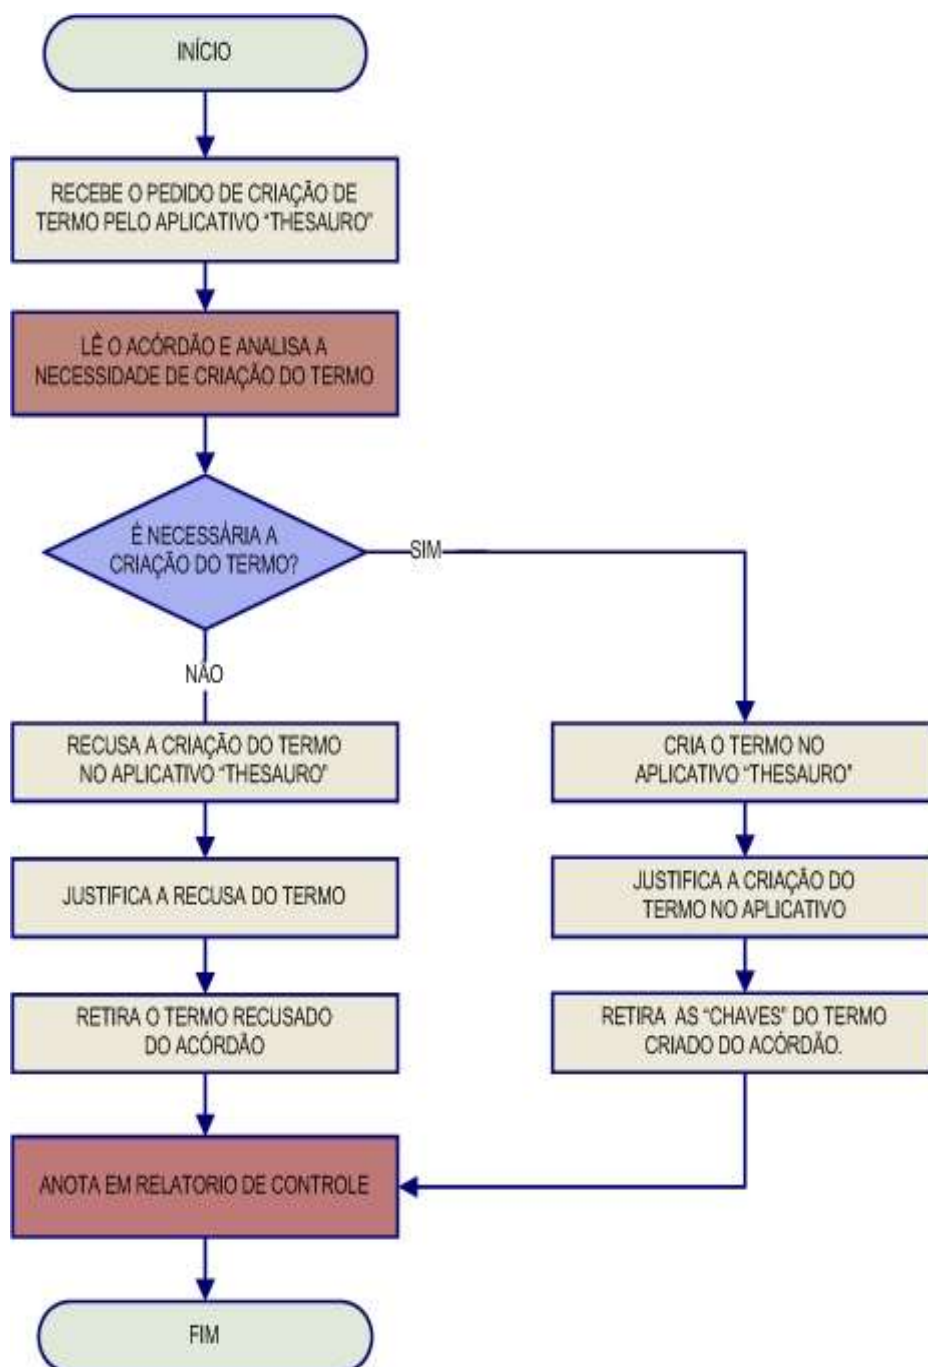 INÍCIO
RECEBE O PEDIDO DE CRIAÇÃO DE
TERMO PELO APLICATIVO “THESAURO”
LÊ O ACÓRDÃO E ANALISA A
NECESSIDADE DE CRIAÇÃO DO TERMO
É NECESSÁRIA A
CRIAÇÃO DO TERMO?
SIM
NÃO
RECUSA A CRIAÇÃO DO TERMO
NO APLICATIVO “THESAURO”
CRIA O TERMO NO
APLICATIVO “THESAURO”
JUSTIFICA A RECUSA DO TERMO
JUSTIFICA A CRIAÇÃO DO
TERMO NO APLICATIVO
RETIRA O TERMO RECUSADO
DO ACÓRDÃO
RETIRA AS “CHAVES” DO TERMO
CRIADO DO ACÓRDÃO.
ANOTA EM RELATORIO DE CONTROLE
FIM